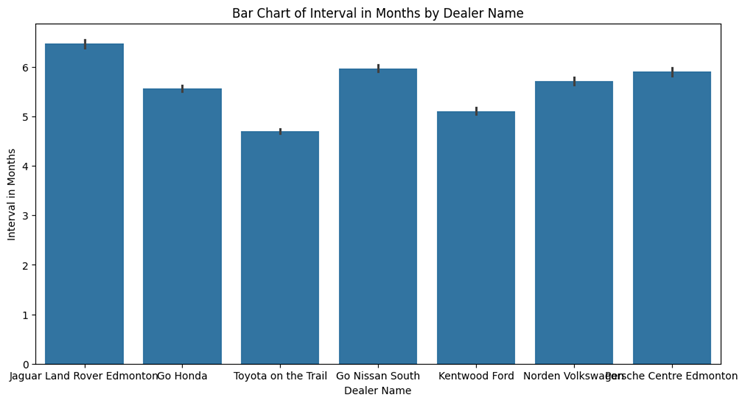 Bar Chart of Interval in Months by Dealer Name
Interval in Months
6
5
4
3
2
1
0
Jaguar Land Rover Edmonton Go Honda Toyota on the Trail Go Nissan South Kentwood Ford Norden Volkswagen Porsche Centre Edmonton
Dealer Name